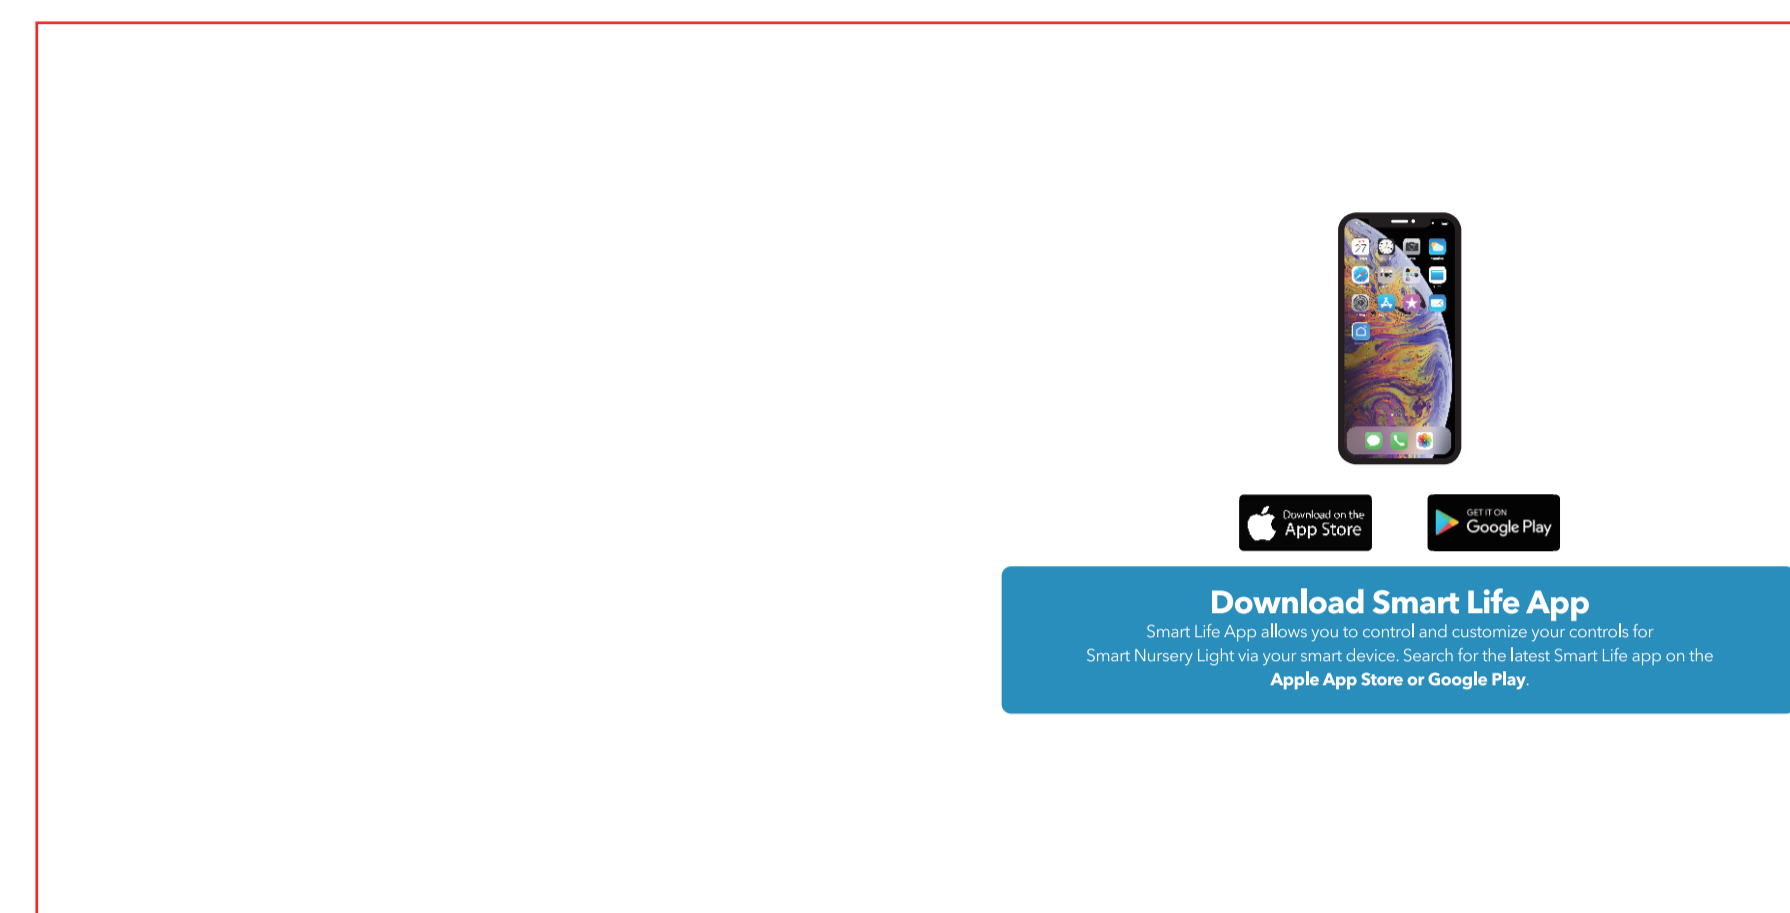 27
Download on the
App Store
GET IT ON
Google Play
Download Smart Life App
Smart Life App allows you to control and customize your controls for
Smart Nursery Light via your smart device. Search for the latest Smart Life app on the
Apple App Store or Google Play.